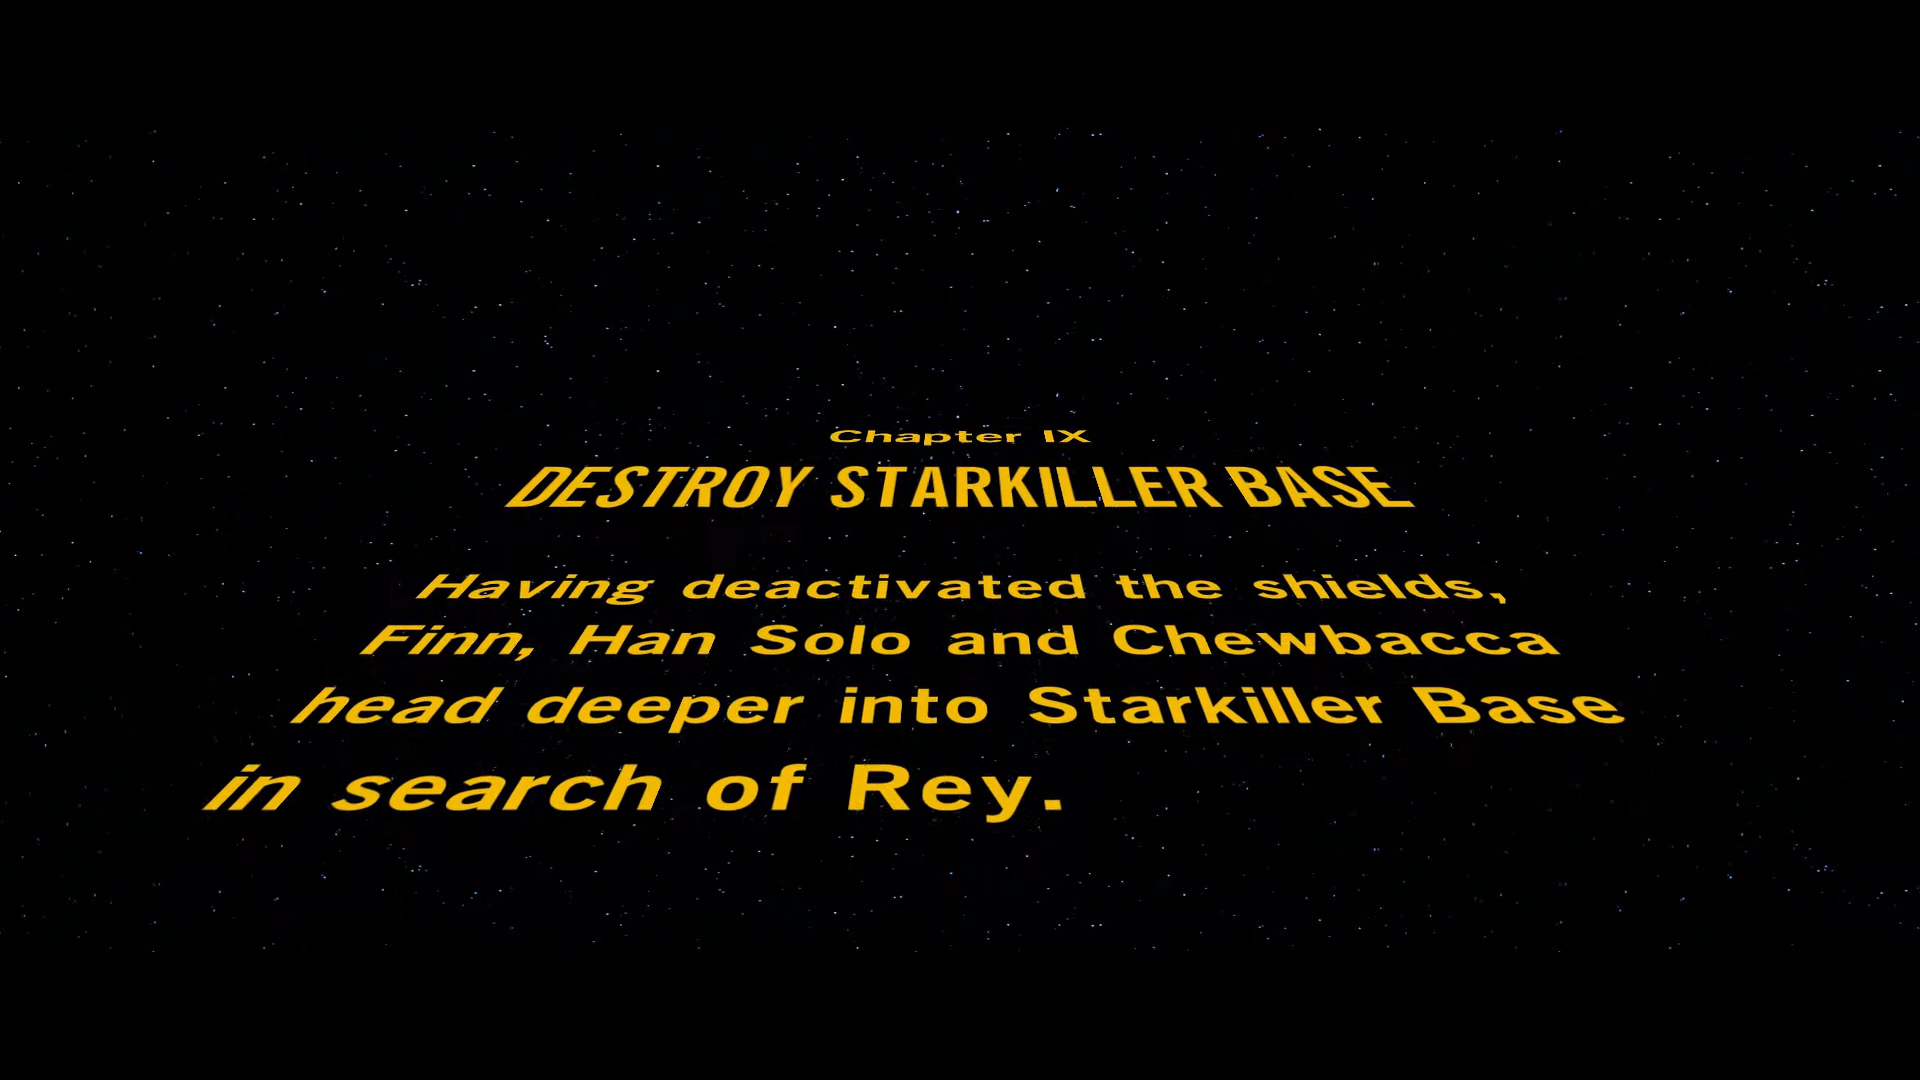 Chapter IX
DESTROY STARKILLER BASE
Having deactivated the shields,
Finn, Han Solo and Chewbacca
head deeper into Starkiller Base
in search of Rey.